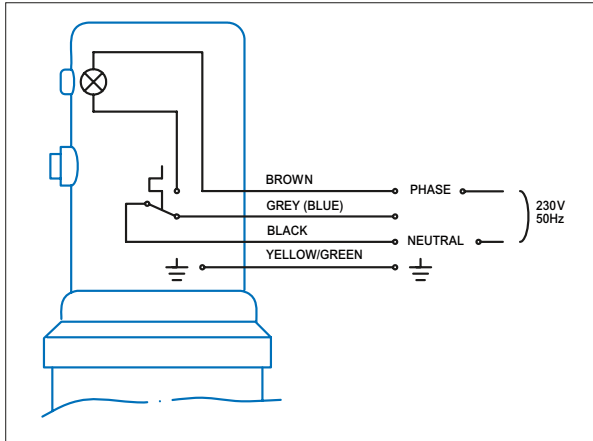 BROWN
PHASE
GREY (BLUE)
230V
50Hz
BLACK
NEUTRAL
YELLOW/GREEN